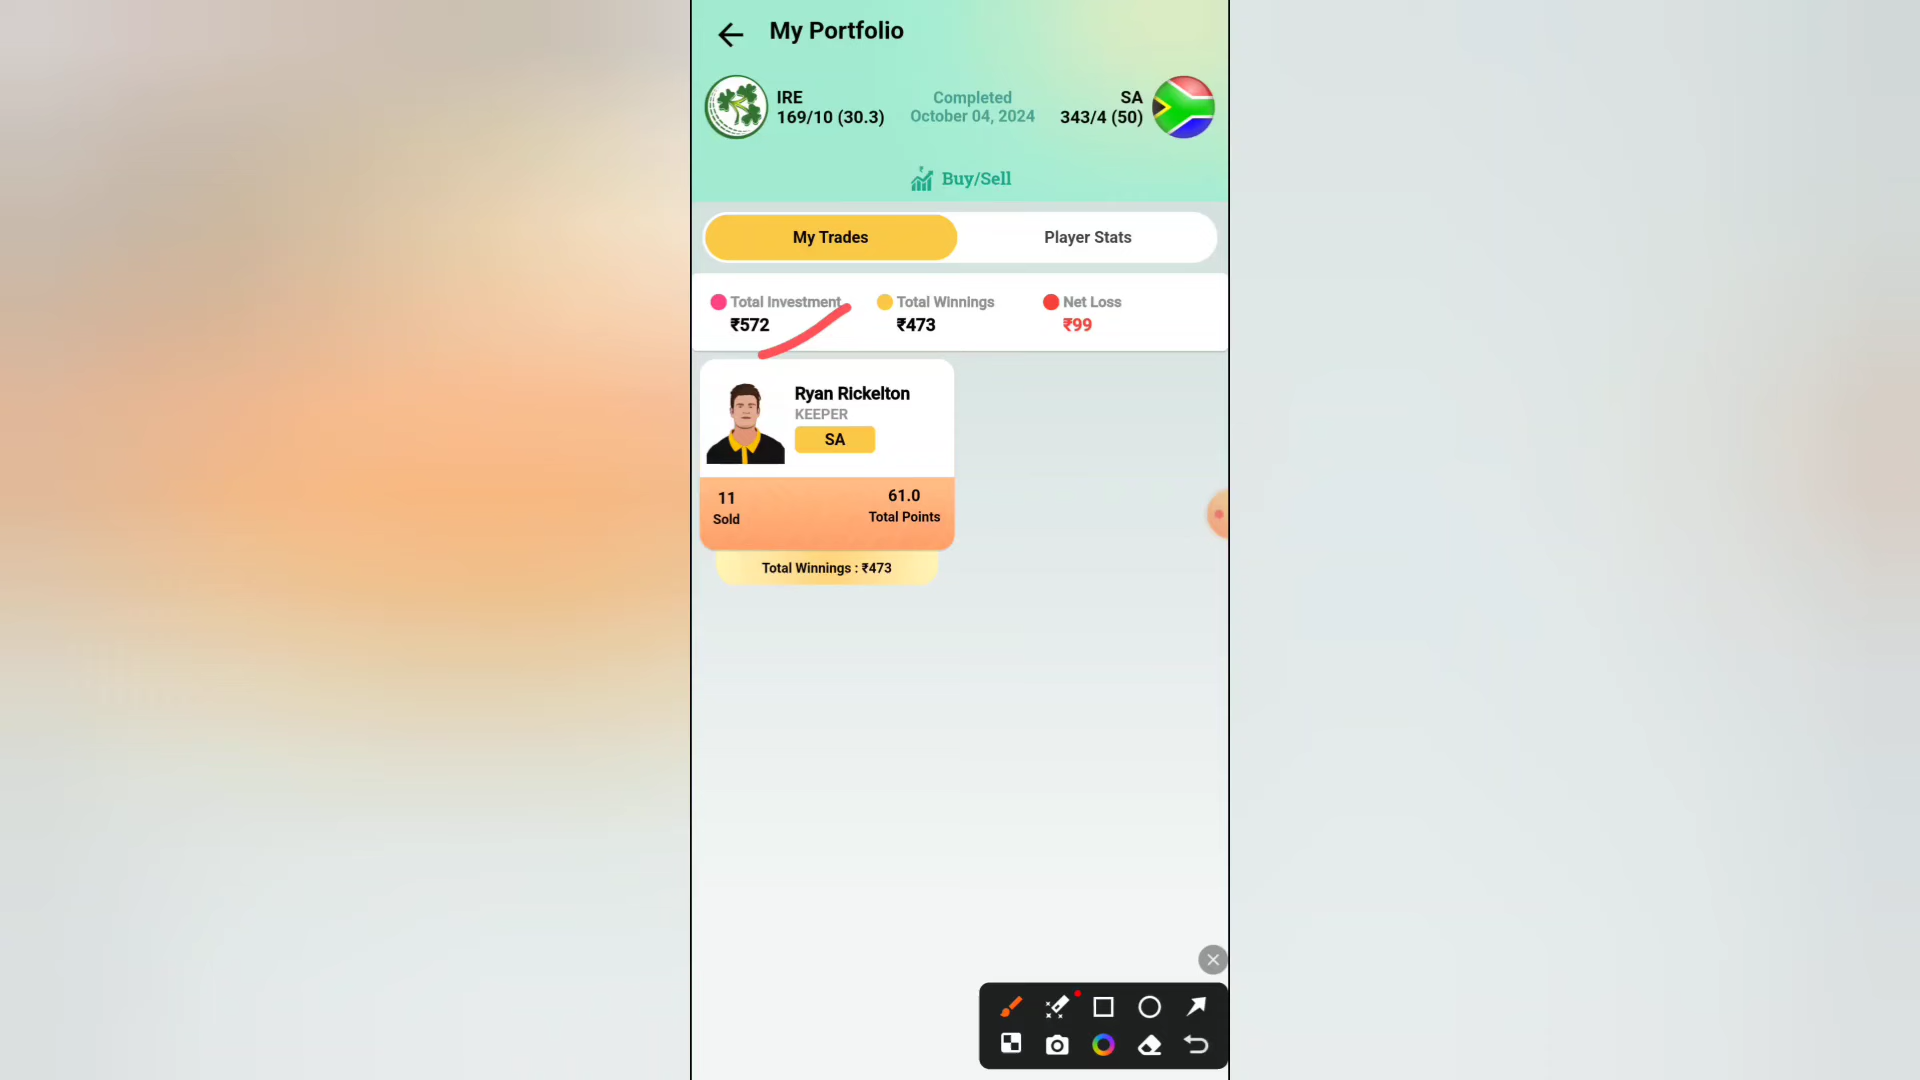 My Portfolio
IRE
169/10 (30.3)
Completed
October 04, 2024
SA
343/4 (50)
Buy/Sell
My Trades
Player Stats
Total Investment
₹572
Total Winnings
₹473
Net Loss
₹99
Ryan Rickelton
KEEPER
SA
11
Sold
61.0
Total Points
Total Winnings : ₹473